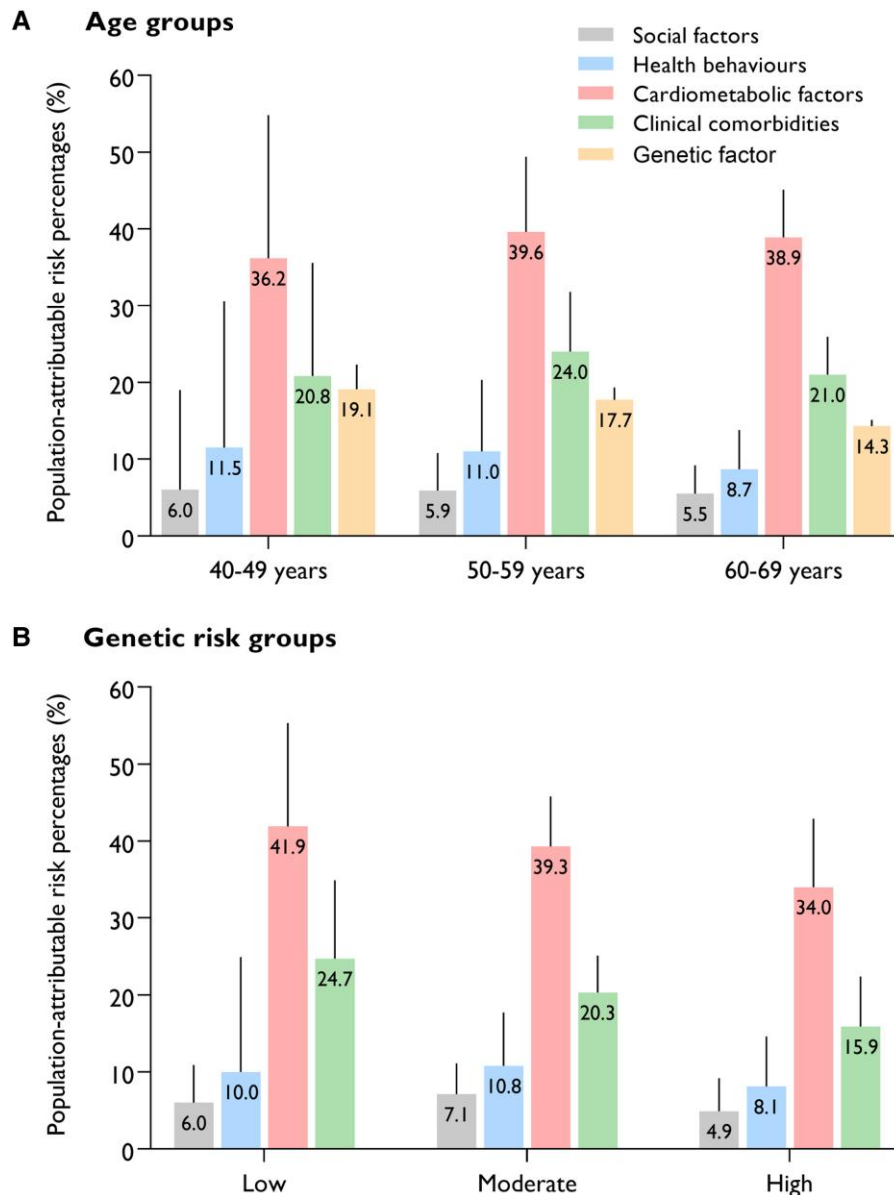 A Age groups
Social factors
Health behaviours
Cardiometabolic factors
Clinical comorbidities
Genetic factor
Population-attributable risk percentages (%)
60
50
40
30
20
10
0
6.0
11.5
36.2
20.8
19.1
5.9
11.0
39.6
24.0
17.7
5.5
8.7
38.9
21.0
14.3
40-49 years
50-59 years
60-69 years
B Genetic risk groups
Population-attributable risk percentages (%)
60
50
40
30
20
10
0
6.0
10.0
41.9
24.7
7.1
10.8
39.3
20.3
4.9
8.1
34.0
15.9
Low
Moderate
High